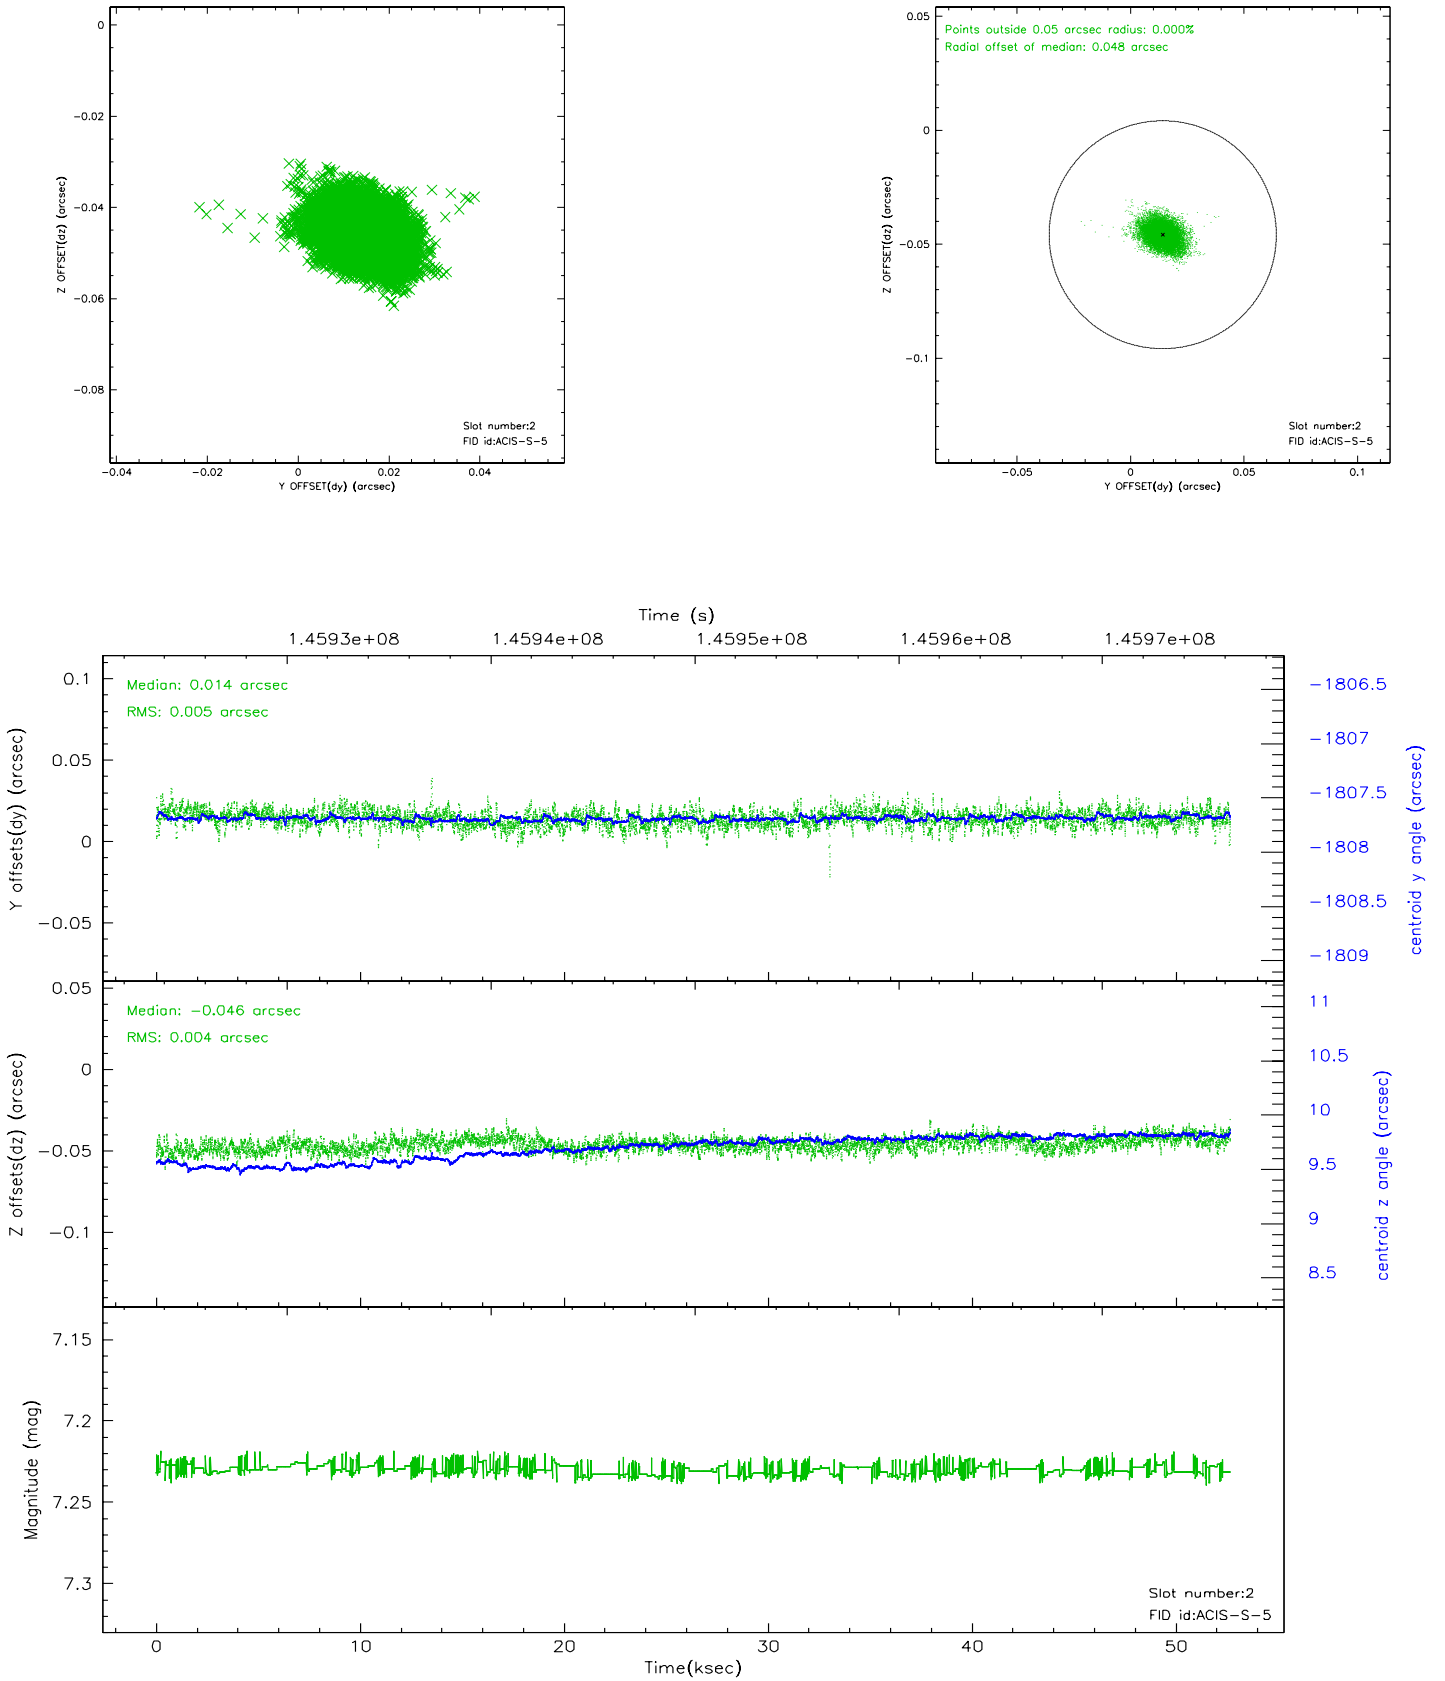 0
-0.02
-0.04
-0.06
-0.08
Z OFFSET(dz) (arcsec)
-0.04
-0.02
0
0.02
0.04
Y OFFSET(dy) (arcsec)
Slot number:2
FID id:ACIS-S-5
Points outside 0.05 arcsec radius: 0.000%
Radial offset of median: 0.048 arcsec
0.05
0
-0.05
-0.1
Z OFFSET(dz) (arcsec)
-0.05
0
0.05
0.1
Y OFFSET(dy) (arcsec)
Slot number:2
FID id:ACIS-S-5
Time (s)
1.4593e+08
1.4594e+08
1.4595e+08
1.4596e+08
1.4597e+08
Median: 0.014 arcsec
RMS: 0.005 arcsec
0.1
0.05
0
-0.05
Y offsets(dy) (arcsec)
-1806.5
-1807
-1807.5
-1808
-1808.5
-1809
centroid y angle (arcsec)
Median: -0.046 arcsec
RMS: 0.004 arcsec
0.05
0
-0.05
-0.1
Z offsets(dz) (arcsec)
11
10.5
10
9.5
9
8.5
centroid z angle (arcsec)
7.15
7.2
7.25
7.3
Magnitude (mag)
Slot number:2
FID id:ACIS-S-5
0
10
20
30
40
50
Time(ksec)